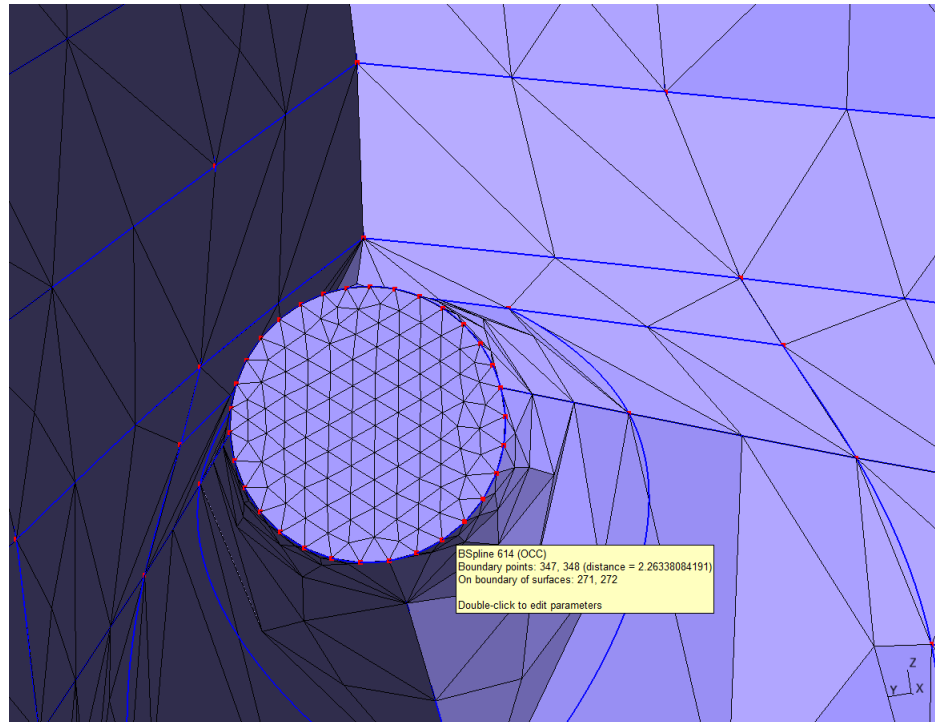 BSpline 614 (OCC)
Boundary points: 347, 348 (distance = 2.26338084191)
On boundary of surfaces: 271, 272
Double-click to edit parameters
Z
Y X